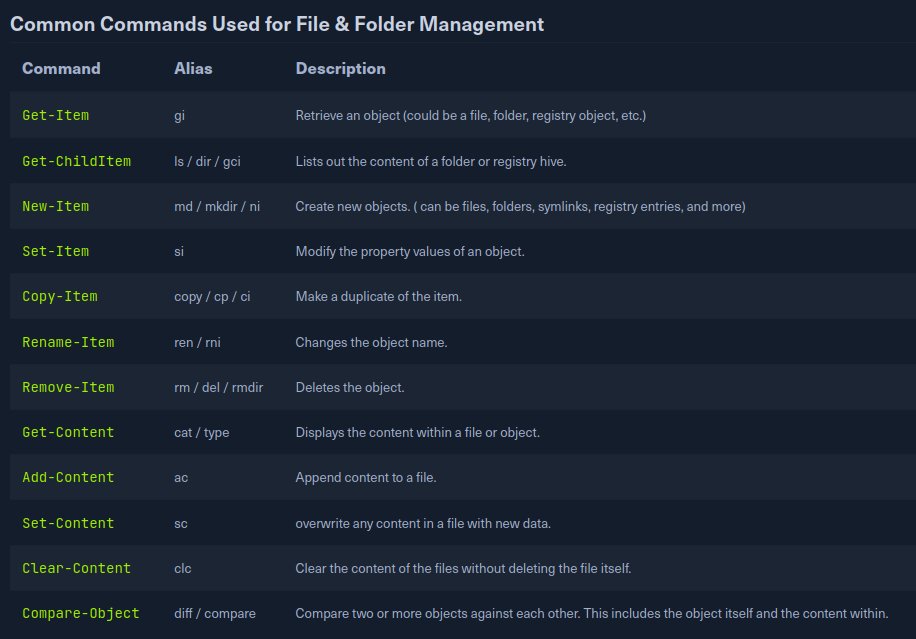 Common Commands Used for File & Folder Management
Command Alias Description
Get-Item gi Retrieve an object (could be a file, folder, registry object, etc.)
Get-ChildItem ls / dir / gci Lists out the content of a folder or registry hive.
New-Item md / mkdir / ni Create new objects. ( can be files, folders, symlinks, registry entries, and more)
Set-Item si Modify the property values of an object.
Copy-Item copy / cp / ci Make a duplicate of the item.
Rename-Item ren / rni Changes the object name.
Remove-Item rm / del / rmdir Deletes the object.
Get-Content cat / type Displays the content within a file or object.
Add-Content ac Append content to a file.
Set-Content sc overwrite any content in a file with new data.
Clear-Content clc Clear the content of the files without deleting the file itself.
Compare-Object diff / compare Compare two or more objects against each other. This includes the object itself and the content within.